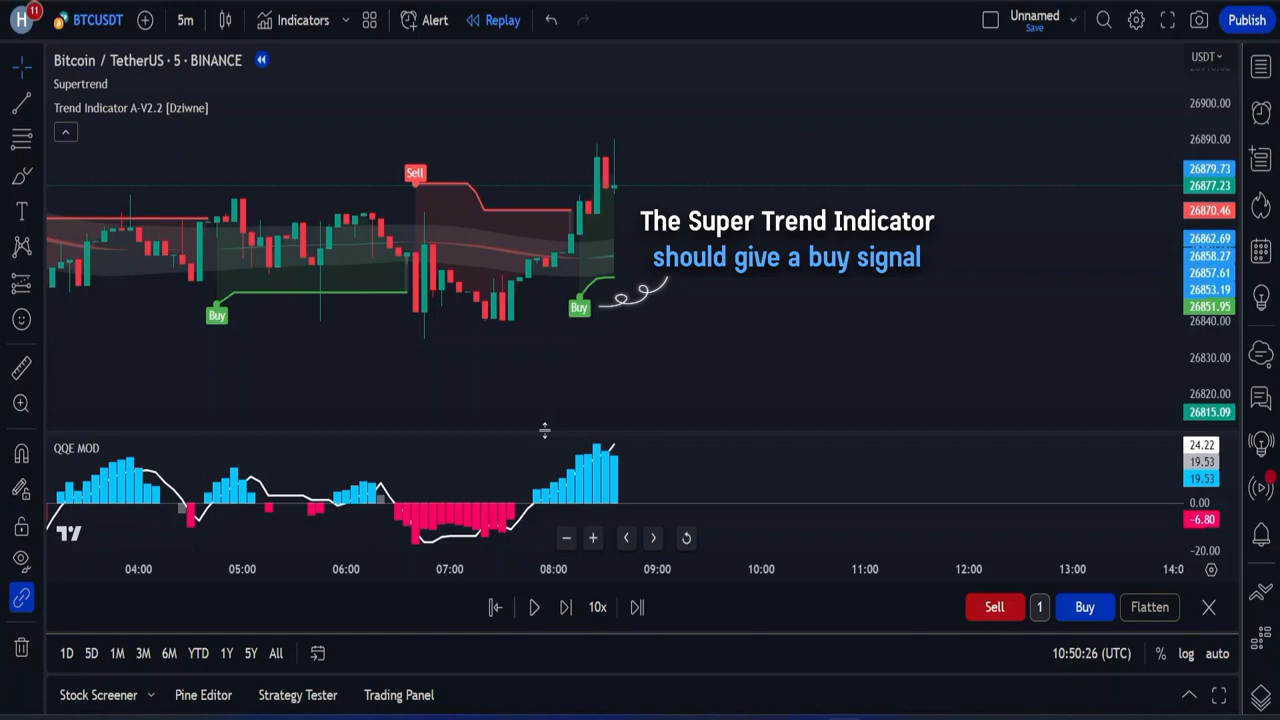 H
11
BTCUSDT
5m
Indicators
Alert
Replay
Unnamed
Save
Publish
Bitcoin / TetherUS · 5 · BINANCE
USDT
Supertrend
Trend Indicator A-V2.2 [Dziwne]
26900.00
26890.00
Sell
26879.73
26877.23
26870.46
The Super Trend Indicator
should give a buy signal
26862.69
26858.27
26857.61
26853.19
26851.95
Buy
Buy
26840.00
26830.00
26820.00
26815.09
QQE MOD
24.22
19.53
19.53
0.00
−6.80
−20.00
04:00
05:00
06:00
07:00
08:00
09:00
10:00
11:00
12:00
13:00
14:0
10x
Sell
1
Buy
Flatten
1D
5D
1M
3M
6M
YTD
1Y
5Y
All
10:50:26 (UTC)
%
log
auto
Stock Screener
Pine Editor
Strategy Tester
Trading Panel